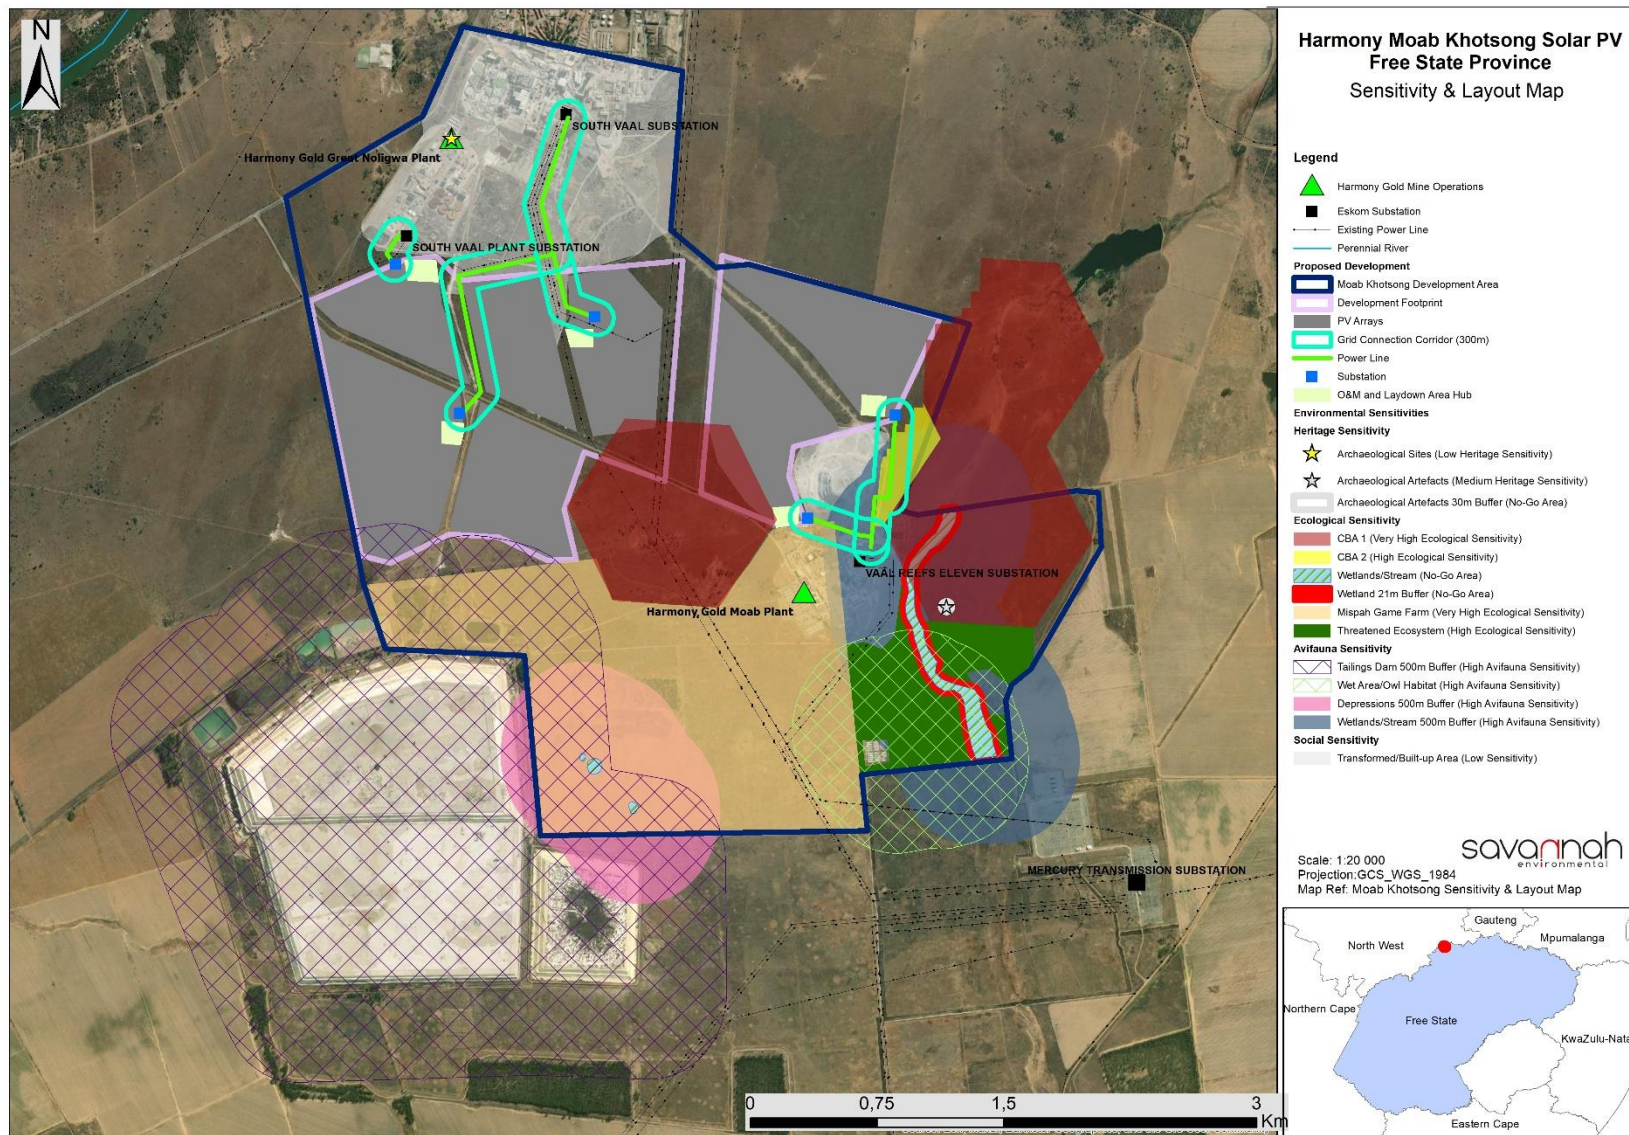 N
SOUTH VAAL SUBSTATION
Harmony Gold Great Noligwa Plant
SOUTH VAAL PLANT SUBSTATION
VAAL REEFS ELEVEN SUBSTATION
Harmony Gold Moab Plant
MERCURY TRANSMISSION SUBSTATION
0 0,75 1,5 3
Km
Harmony Moab Khotsong Solar PV
Free State Province
Sensitivity & Layout Map
Legend
Harmony Gold Mine Operations
Eskom Substation
Existing Power Line
Perennial River
Proposed Development
Moab Khotsong Development Area
Development Footprint
PV Arrays
Grid Connection Corridor (300m)
Power Line
Substation
O&M and Laydown Area Hub
Environmental Sensitivities
Heritage Sensitivity
Archaeological Sites (Low Heritage Sensitivity)
Archaeological Artefacts (Medium Heritage Sensitivity)
Archaeological Artefacts 30m Buffer (No-Go Area)
Ecological Sensitivity
CBA 1 (Very High Ecological Sensitivity)
CBA 2 (High Ecological Sensitivity)
Wetlands/Stream (No-Go Area)
Wetland 21m Buffer (No-Go Area)
Mispah Game Farm (Very High Ecological Sensitivity)
Threatened Ecosystem (High Ecological Sensitivity)
Avifauna Sensitivity
Tailings Dam 500m Buffer (High Avifauna Sensitivity)
Wet Area/Owl Habitat (High Avifauna Sensitivity)
Depressions 500m Buffer (High Avifauna Sensitivity)
Wetlands/Stream 500m Buffer (High Avifauna Sensitivity)
Social Sensitivity
Transformed/Built-up Area (Low Sensitivity)
savannah
environmental
Scale: 1:20 000
Projection:GCS_WGS_1984
Map Ref: Moab Khotsong Sensitivity & Layout Map
Gauteng
North West
Mpumalanga
Northern Cape
Free State
KwaZulu-Nata
Eastern Cape